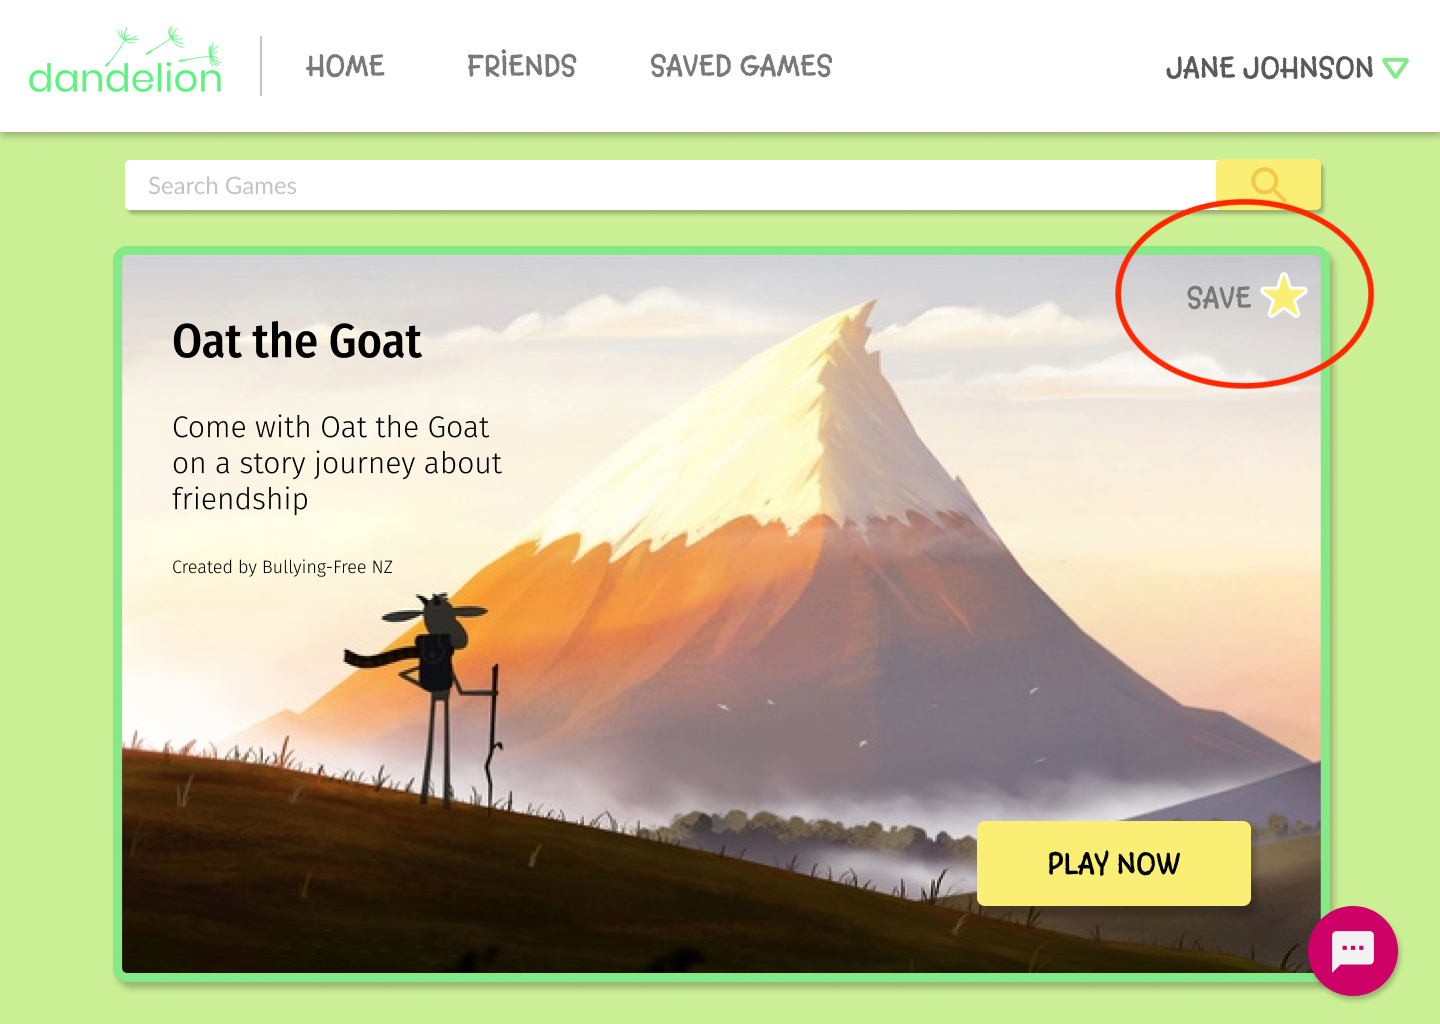 dandelion
HOME
FRIENDS
SAVED GAMES
JANE JOHNSON
Search Games
SAVE
Oat the Goat
Come with Oat the Goat
on a story journey about
friendship
Created by Bullying-Free NZ
PLAY NOW